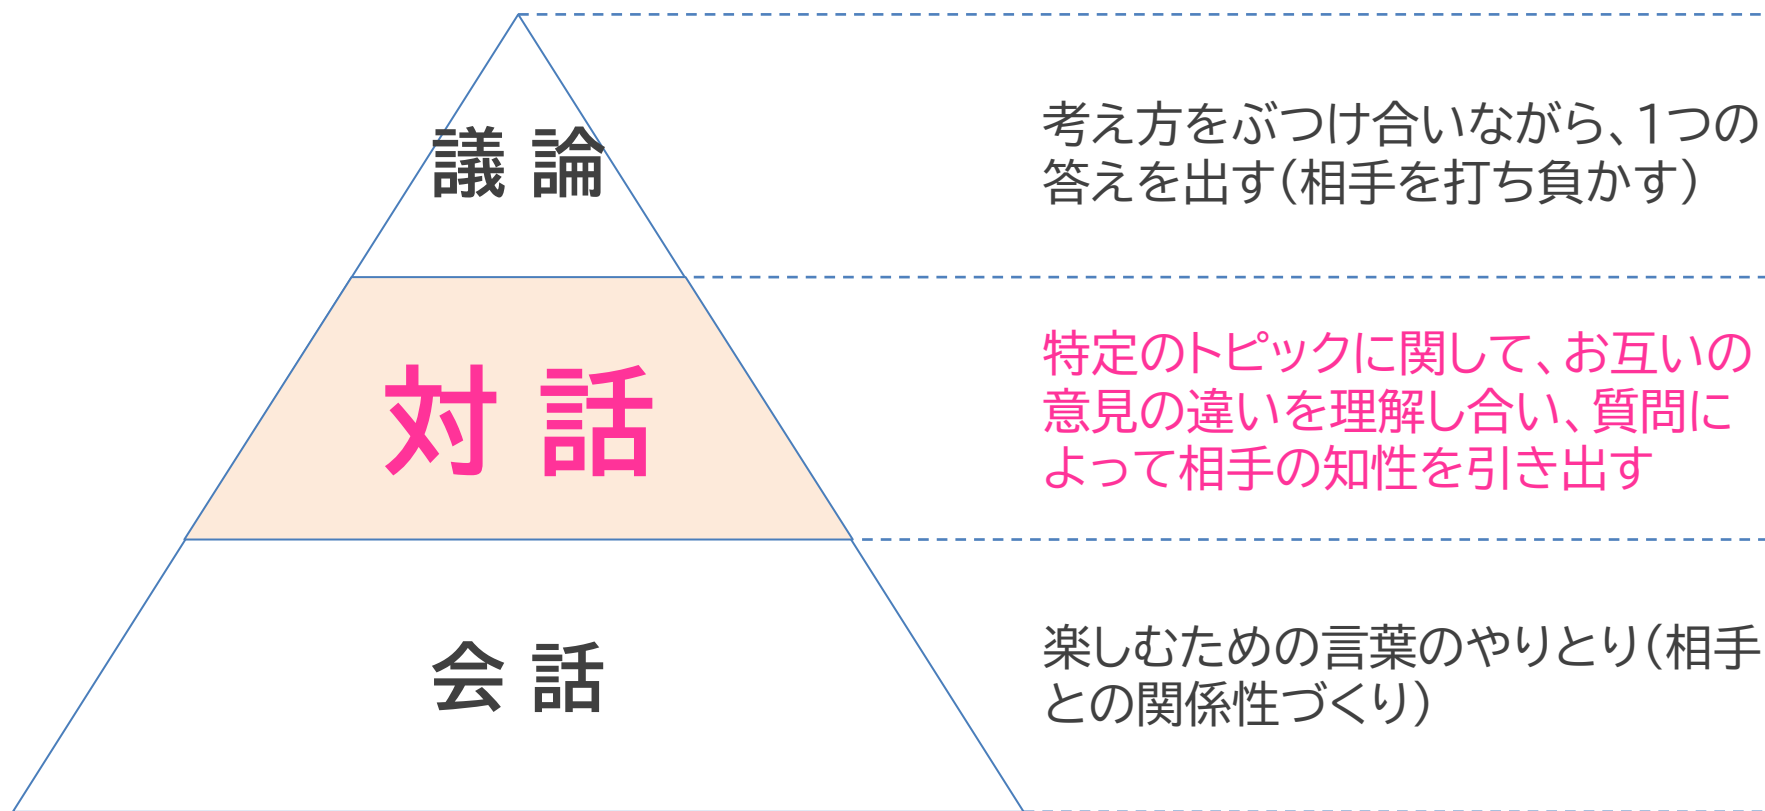 議論
考え方をぶつけ合いながら、1つの
答えを出す(相手を打ち負かす)
対話
特定のトピックに関して、お互いの
意見の違いを理解し合い、質問に
よって相手の知性を引き出す
会話
楽しむための言葉のやりとり(相手
との関係性づくり)